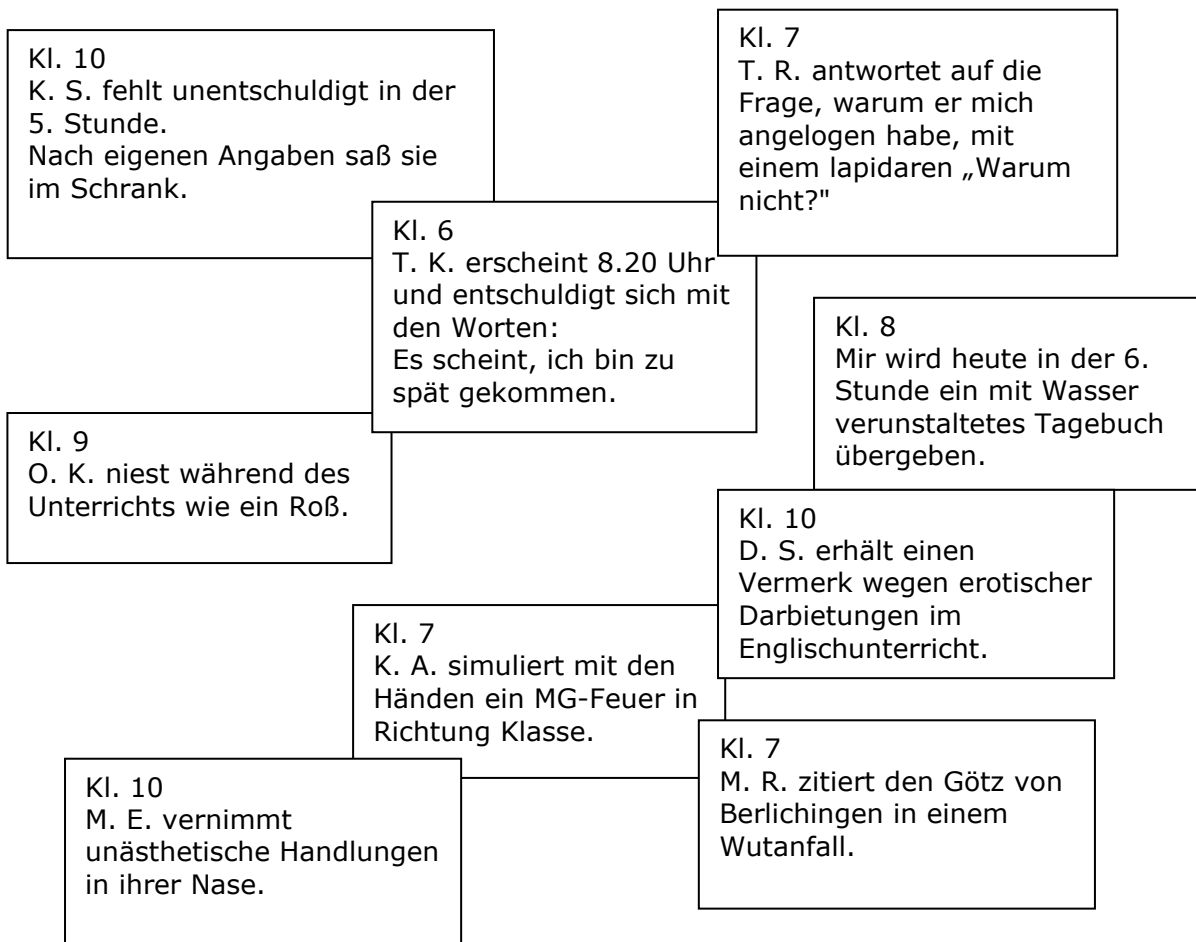 Kl. 10
K. S. fehlt unentschuldigt in der
5. Stunde.
Nach eigenen Angaben saß sie
im Schrank.
Kl. 7
T. R. antwortet auf die
Frage, warum er mich
angelogen habe, mit
einem lapidaren „Warum
nicht?"
Kl. 6
T. K. erscheint 8.20 Uhr
und entschuldigt sich mit
den Worten:
Es scheint, ich bin zu
spät gekommen.
Kl. 8
Mir wird heute in der 6.
Stunde ein mit Wasser
verunstaltetes Tagebuch
übergeben.
Kl. 9
O. K. niest während des
Unterrichts wie ein Roß.
Kl. 10
D. S. erhält einen
Vermerk wegen erotischer
Darbietungen im
Englischunterricht.
Kl. 7
K. A. simuliert mit den
Händen ein MG-Feuer in
Richtung Klasse.
Kl. 7
M. R. zitiert den Götz von
Berlichingen in einem
Wutanfall.
Kl. 10
M. E. vernimmt
unästhetische Handlungen
in ihrer Nase.